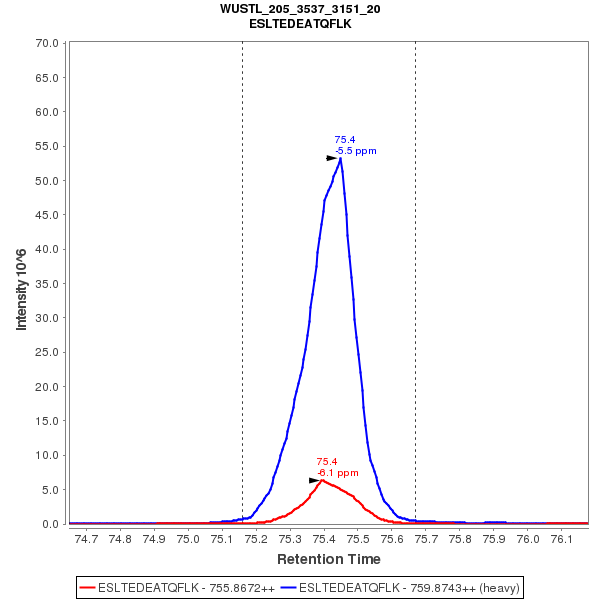 WUSTL_205_3537_3151_20
ESLTEDEATQFLK
70.0
65.0
60.0
55.0
50.0
45.0
40.0
35.0
30.0
25.0
20.0
15.0
10.0
5.0
0.0
Intensity 10^6
75.4
-5.5 ppm
75.4
-6.1 ppm
74.7 74.8 74.9 75.0 75.1 75.2 75.3 75.4 75.5 75.6 75.7 75.8 75.9 76.0 76.1
Retention Time
ESLTEDEATQFLK - 755.8672++ ESLTEDEATQFLK - 759.8743++ (heavy)